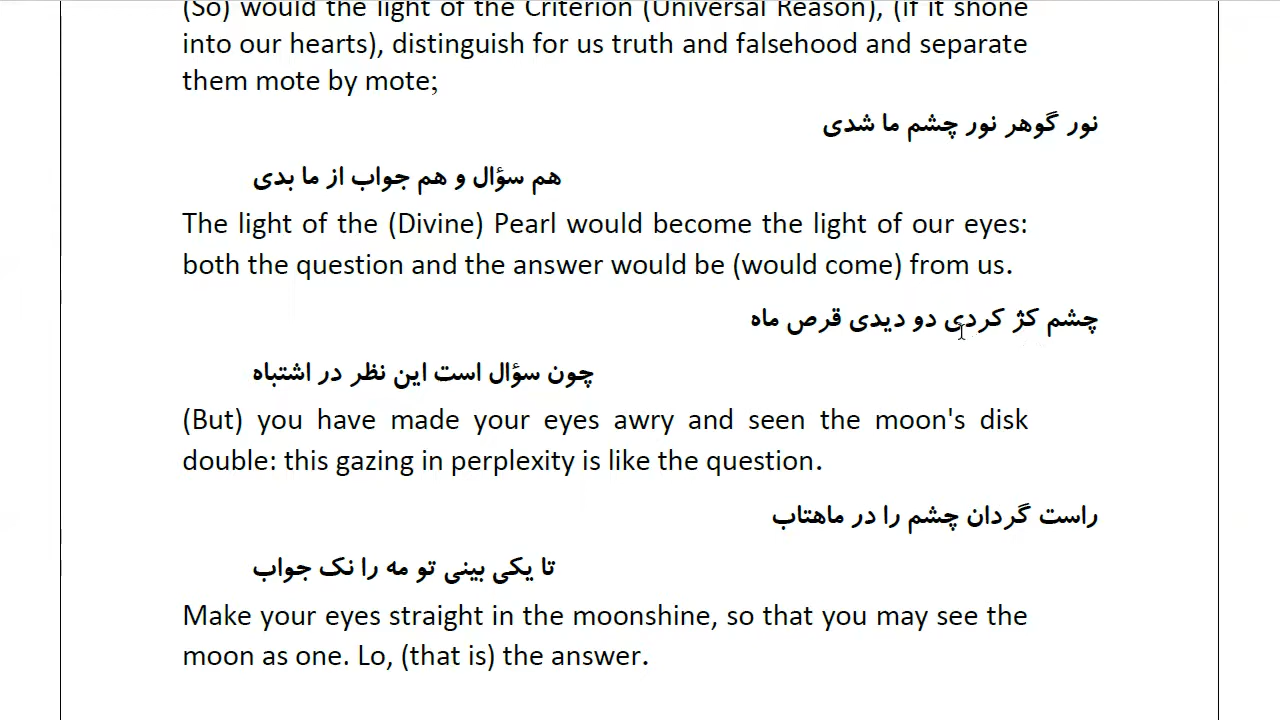 (So) would the light of the Criterion (Universal Reason), (if it shone
into our hearts), distinguish for us truth and falsehood and separate
them mote by mote;
نور گوهر نور چشم ما شدی
هم سؤال و هم جواب از ما بدی
The light of the (Divine) Pearl would become the light of our eyes:
both the question and the answer would be (would come) from us.
چشم کژ کردی دو دیدی قرص ماه
چون سؤال است این نظر در اشتباه
(But) you have made your eyes awry and seen the moon's disk
double: this gazing in perplexity is like the question.
راست گردان چشم را در ماهتاب
تا یکی بینی تو مه را نک جواب
Make your eyes straight in the moonshine, so that you may see the
moon as one. Lo, (that is) the answer.